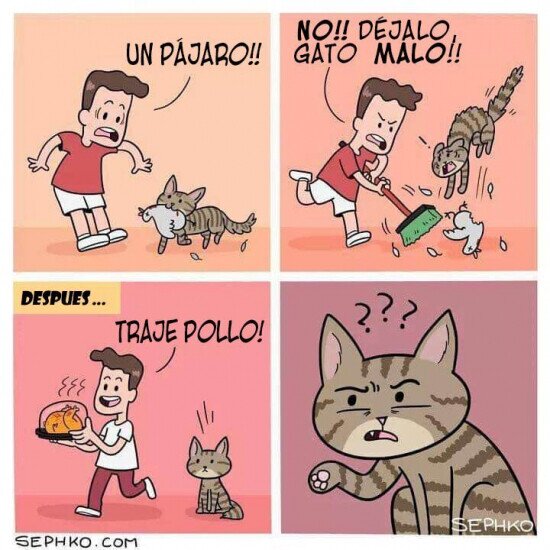 UN PÁJARO!!
NO!! DÉJALO,
GATO MALO!!
DESPUES...
TRAJE POLLO!
???
SEPHKO
SEPHKO.COM